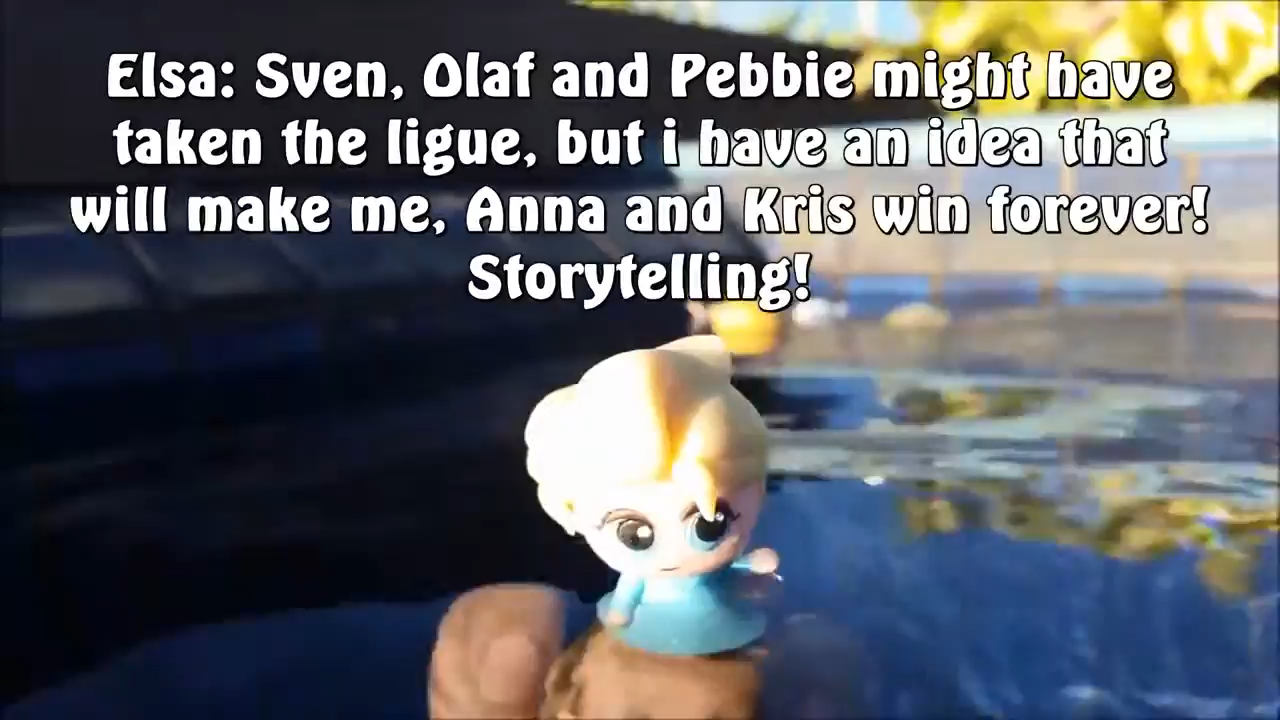 Elsa: Sven, Olaf and Pebbie might have
taken the ligue, but i have an idea that
will make me, Anna and Kris win forever!
Storytelling!